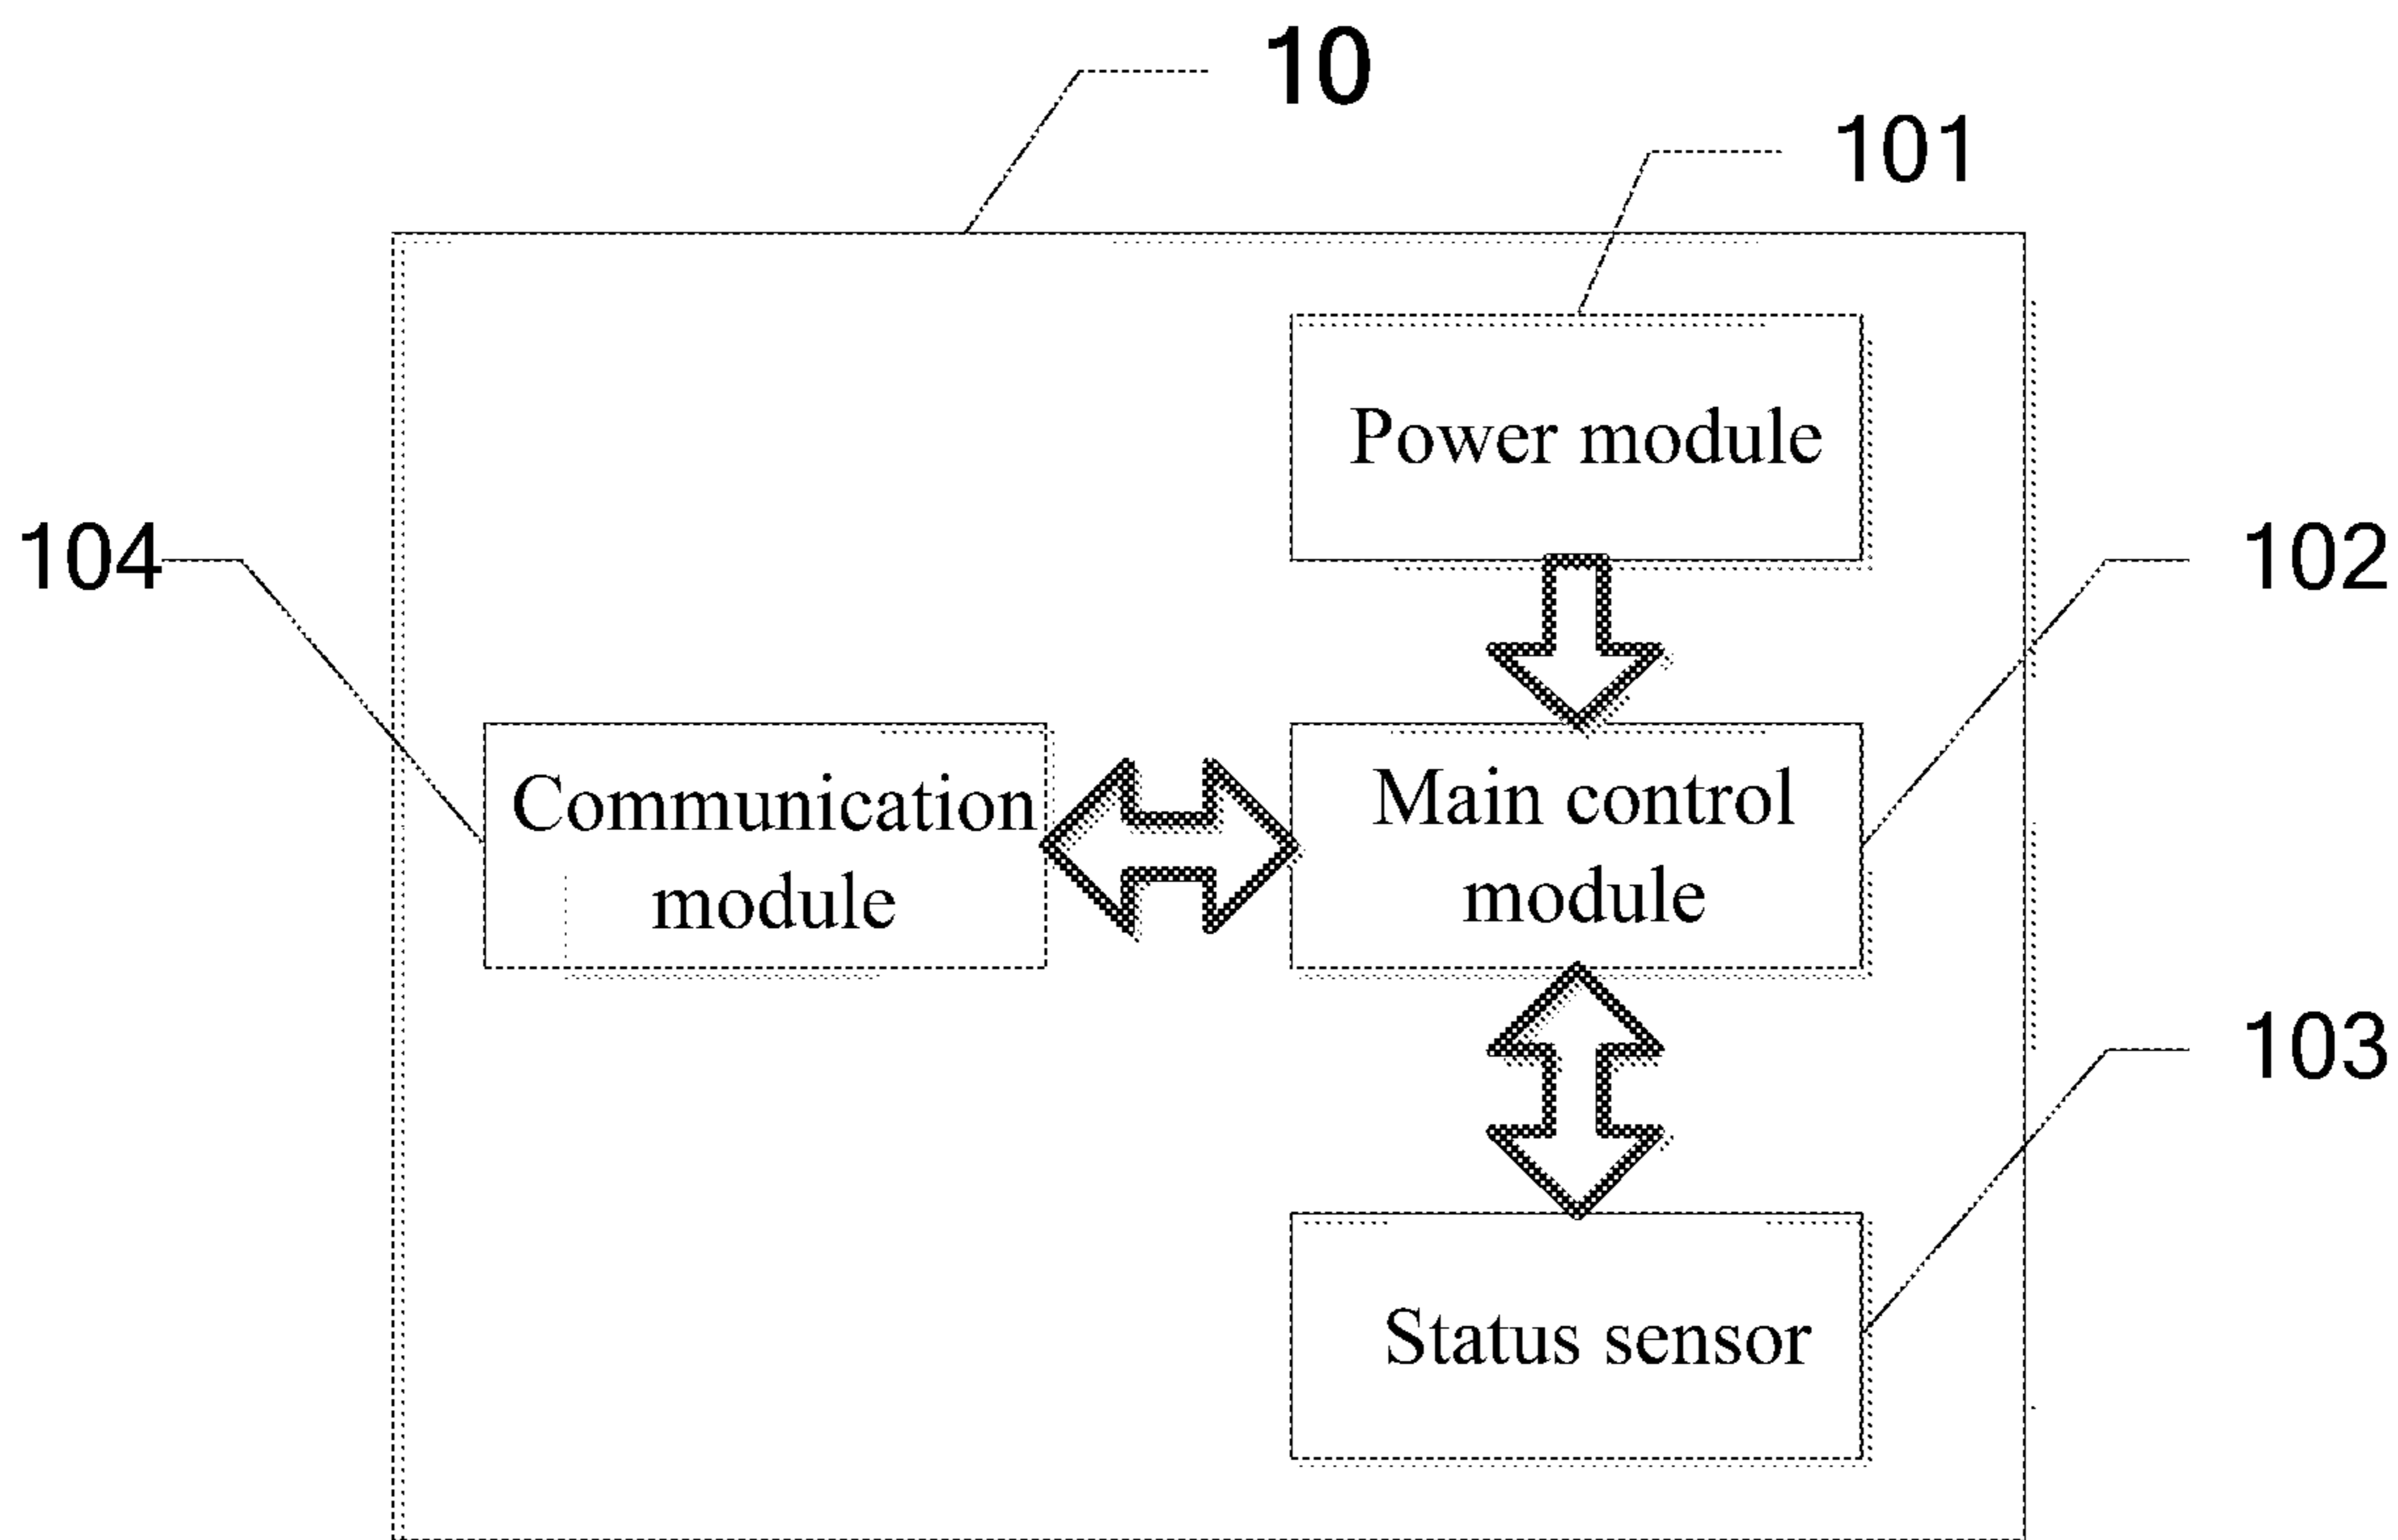 10
101
Power module
104
102
Communication
module
Main control
module
103
Status sensor